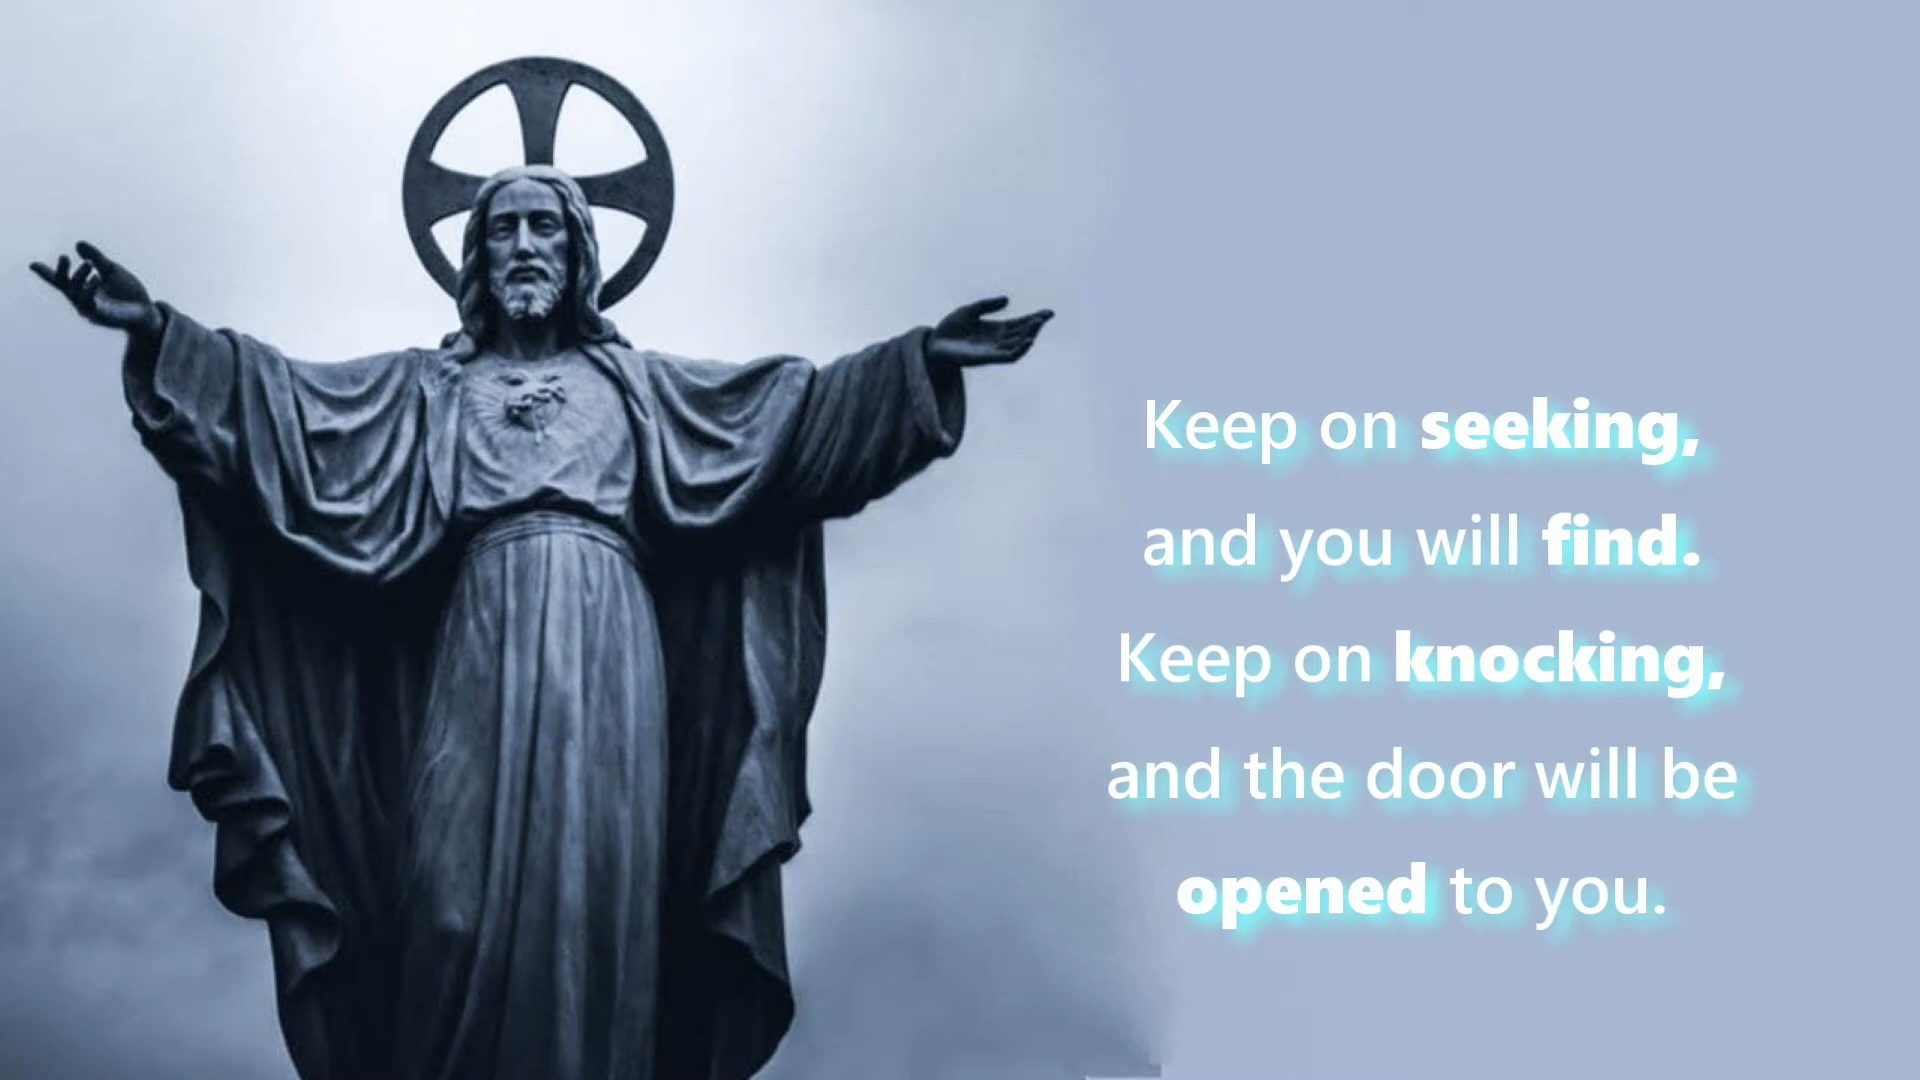 Keep on seeking,
and you will find.
Keep on knocking,
and the door will be
opened to you.